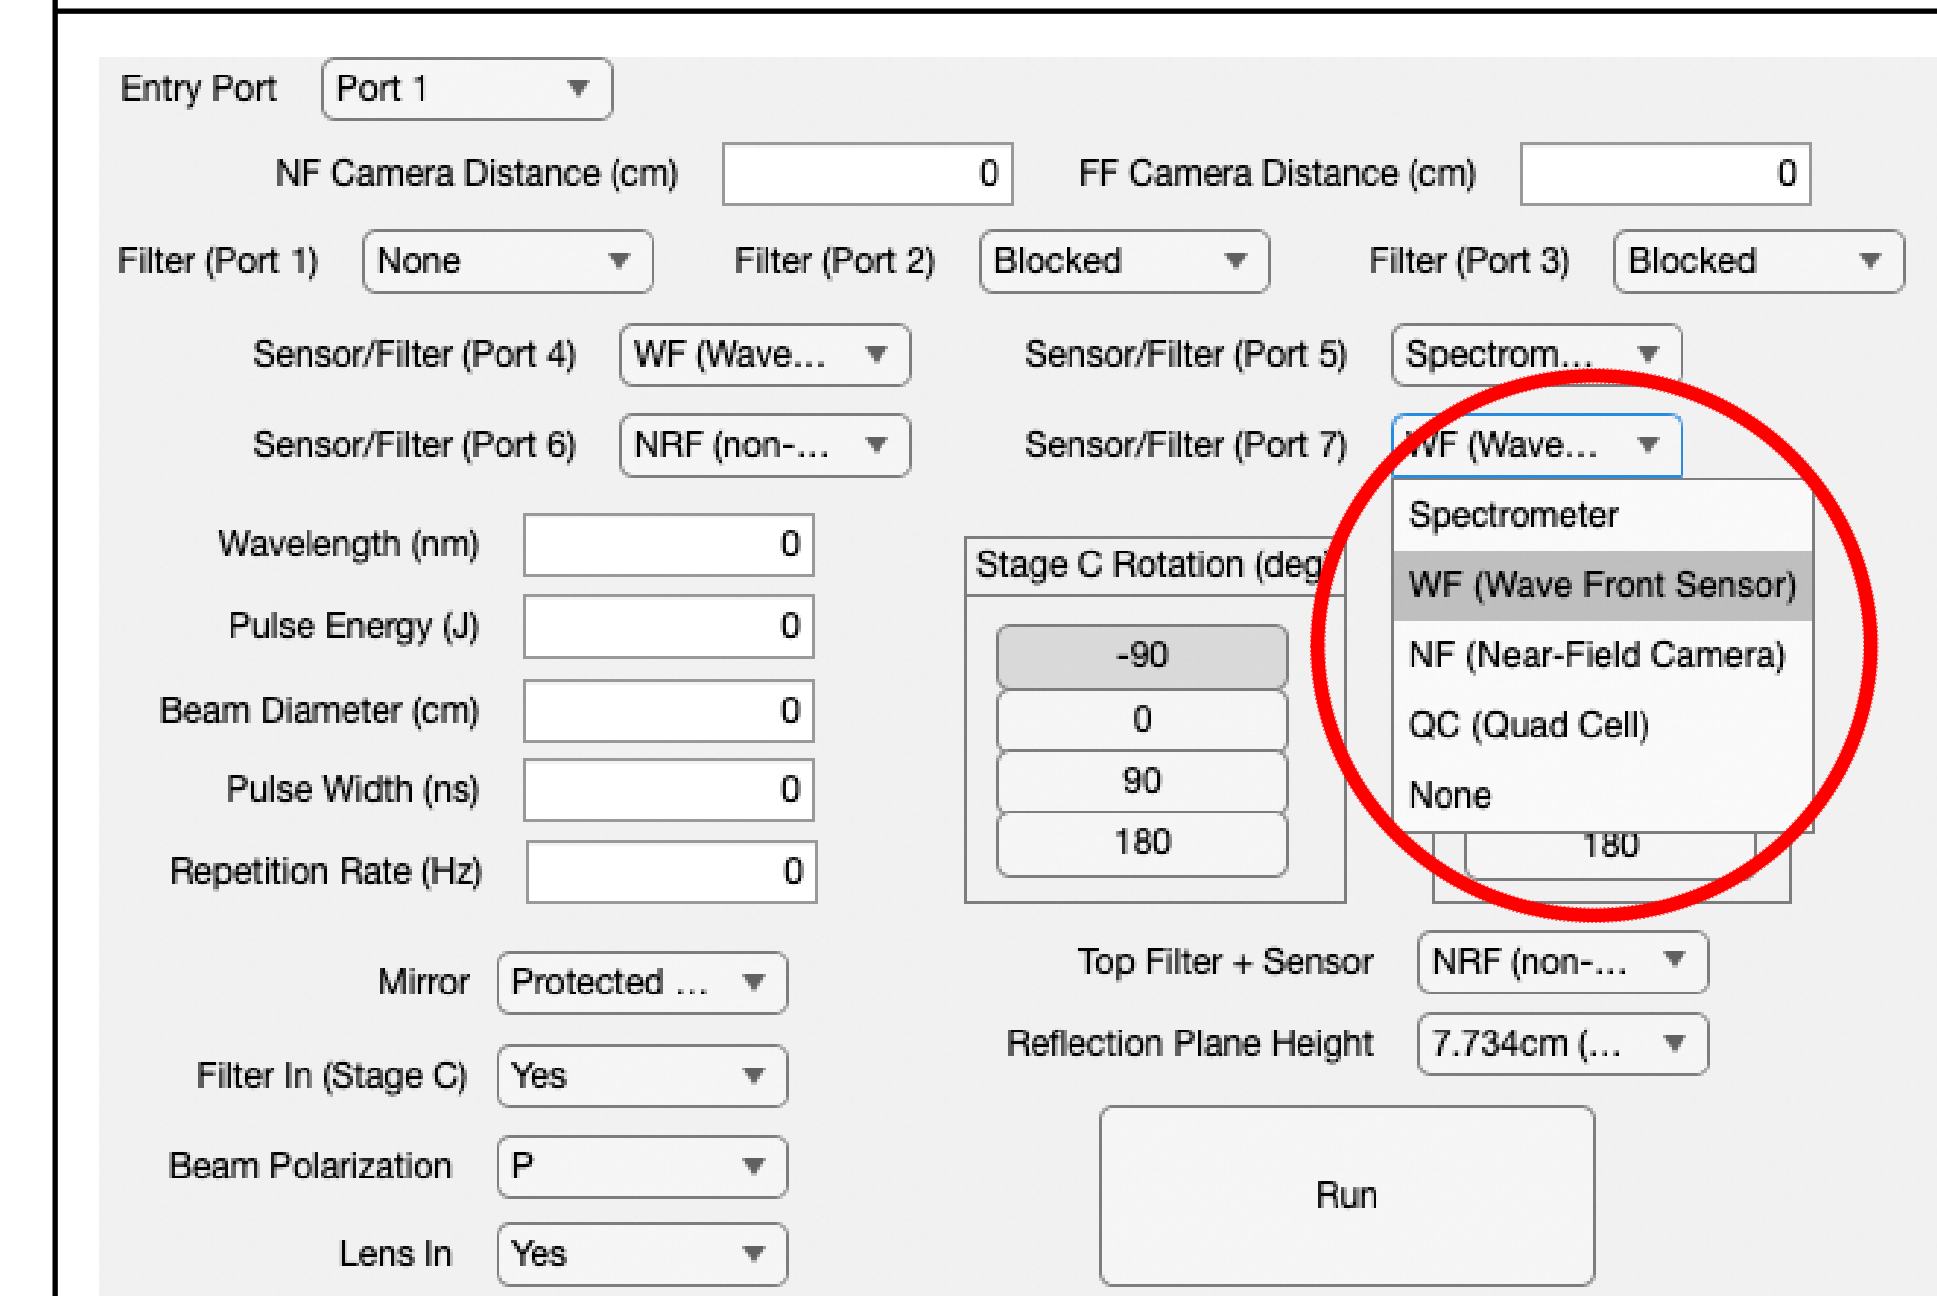 Entry Port Port 1
NF Camera Distance (cm) 0 FF Camera Distance (cm) 0
Filter (Port 1) None Filter (Port 2) Blocked Filter (Port 3) Blocked
Sensor/Filter (Port 4) WF (Wave... Sensor/Filter (Port 5) Spectrom...
Sensor/Filter (Port 6) NRF (non-... Sensor/Filter (Port 7) WF (Wave...
Spectrometer
WF (Wave Front Sensor)
NF (Near-Field Camera)
QC (Quad Cell)
None
180
Wavelength (nm) 0
Pulse Energy (J) 0
Beam Diameter (cm) 0
Pulse Width (ns) 0
Repetition Rate (Hz) 0
Stage C Rotation (deg)
-90
0
90
180
Mirror Protected ...
Filter In (Stage C) Yes
Beam Polarization P
Lens In Yes
Top Filter + Sensor NRF (non-...
Reflection Plane Height 7.734cm (...
Run